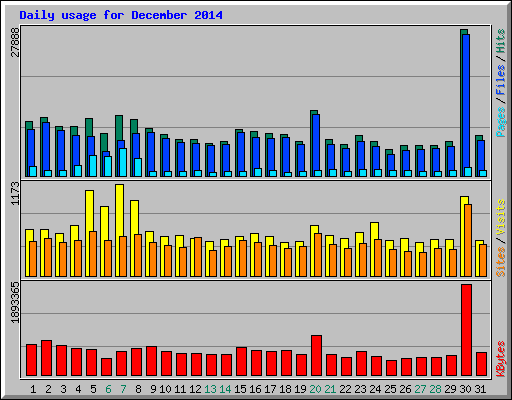 Daily usage for December 2014
27888
Pages / Files / Hits
1173
Sites / Visits
1893365
KBytes
1 2 3 4 5 6 7 8 9 10 11 12 13 14 15 16 17 18 19 20 21 22 23 24 25 26 27 28 29 30 31